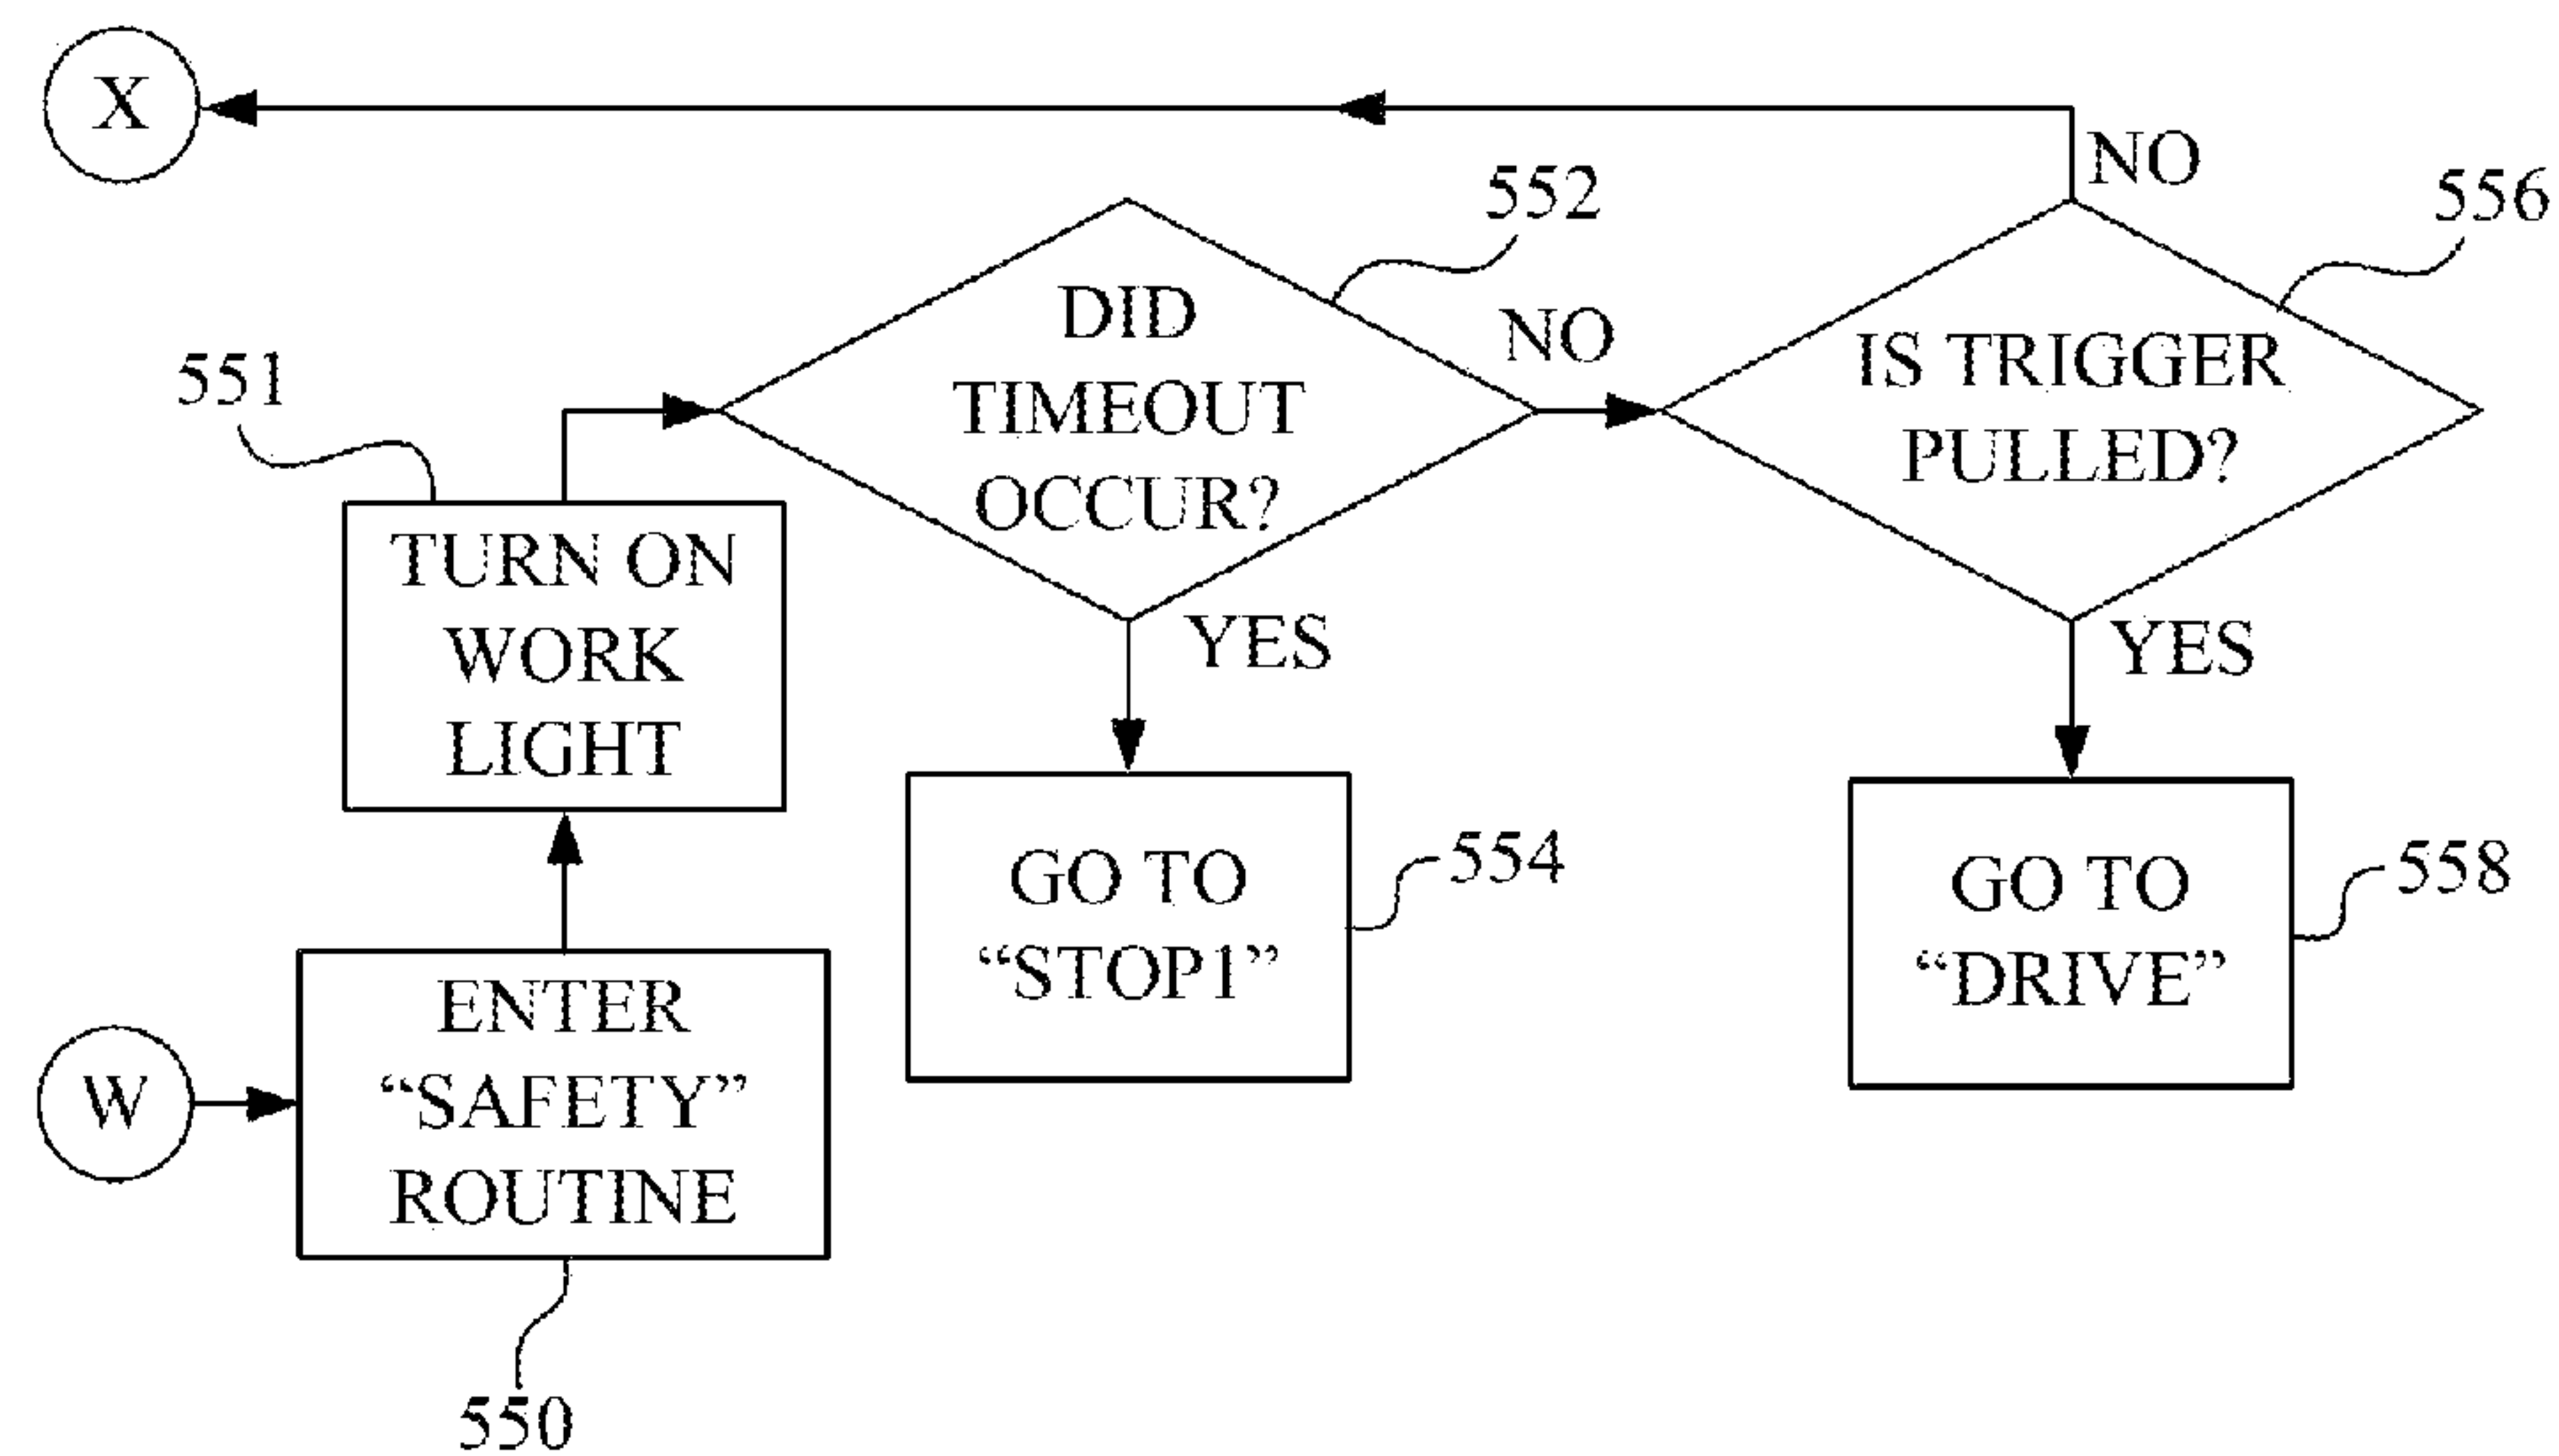 X
NO
552
556
DID
TIMEOUT
OCCUR?
NO
IS TRIGGER
PULLED?
551
TURN ON
WORK
LIGHT
YES
YES
GO TO
“STOP1”
554
GO TO
“DRIVE”
558
W
ENTER
“SAFETY”
ROUTINE
550